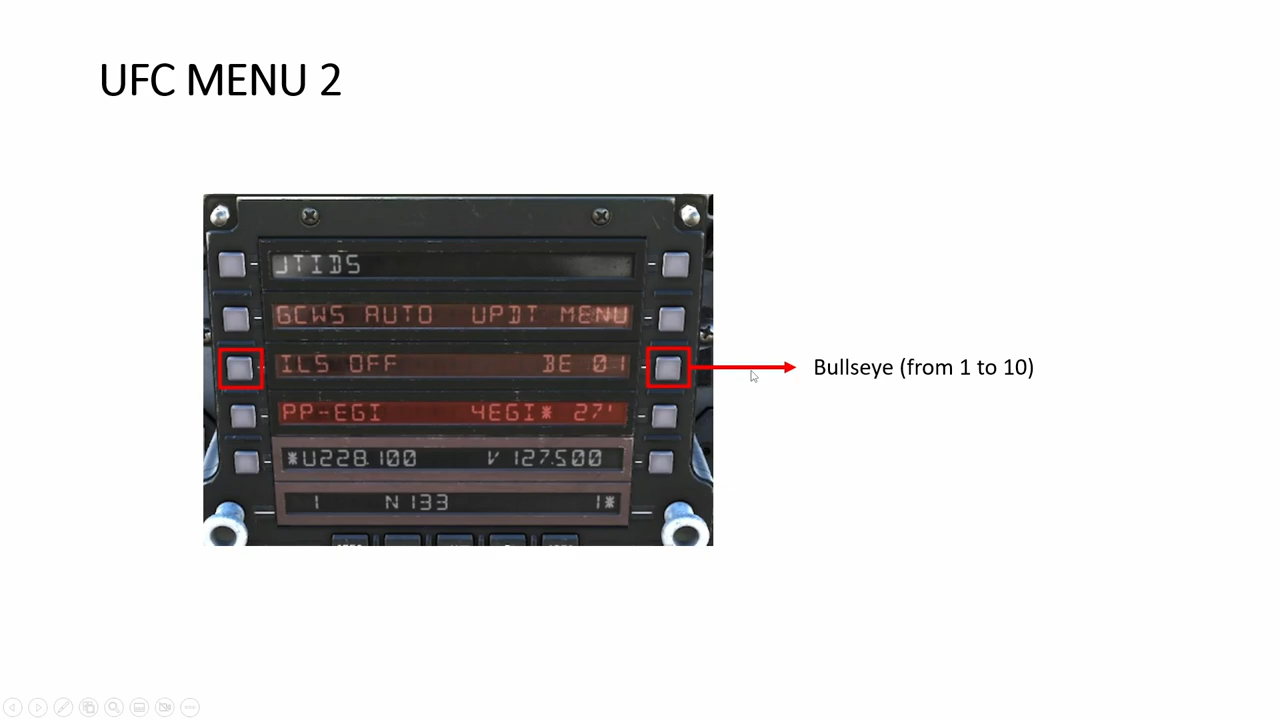 UFC MENU 2
JTIDS
GCWS AUTO UPDT MENU
ILS OFF BE 01
PP-EGI 4EGI* 27'
*U228.100 V 127.500
1 N 133 1*
Bullseye (from 1 to 10)